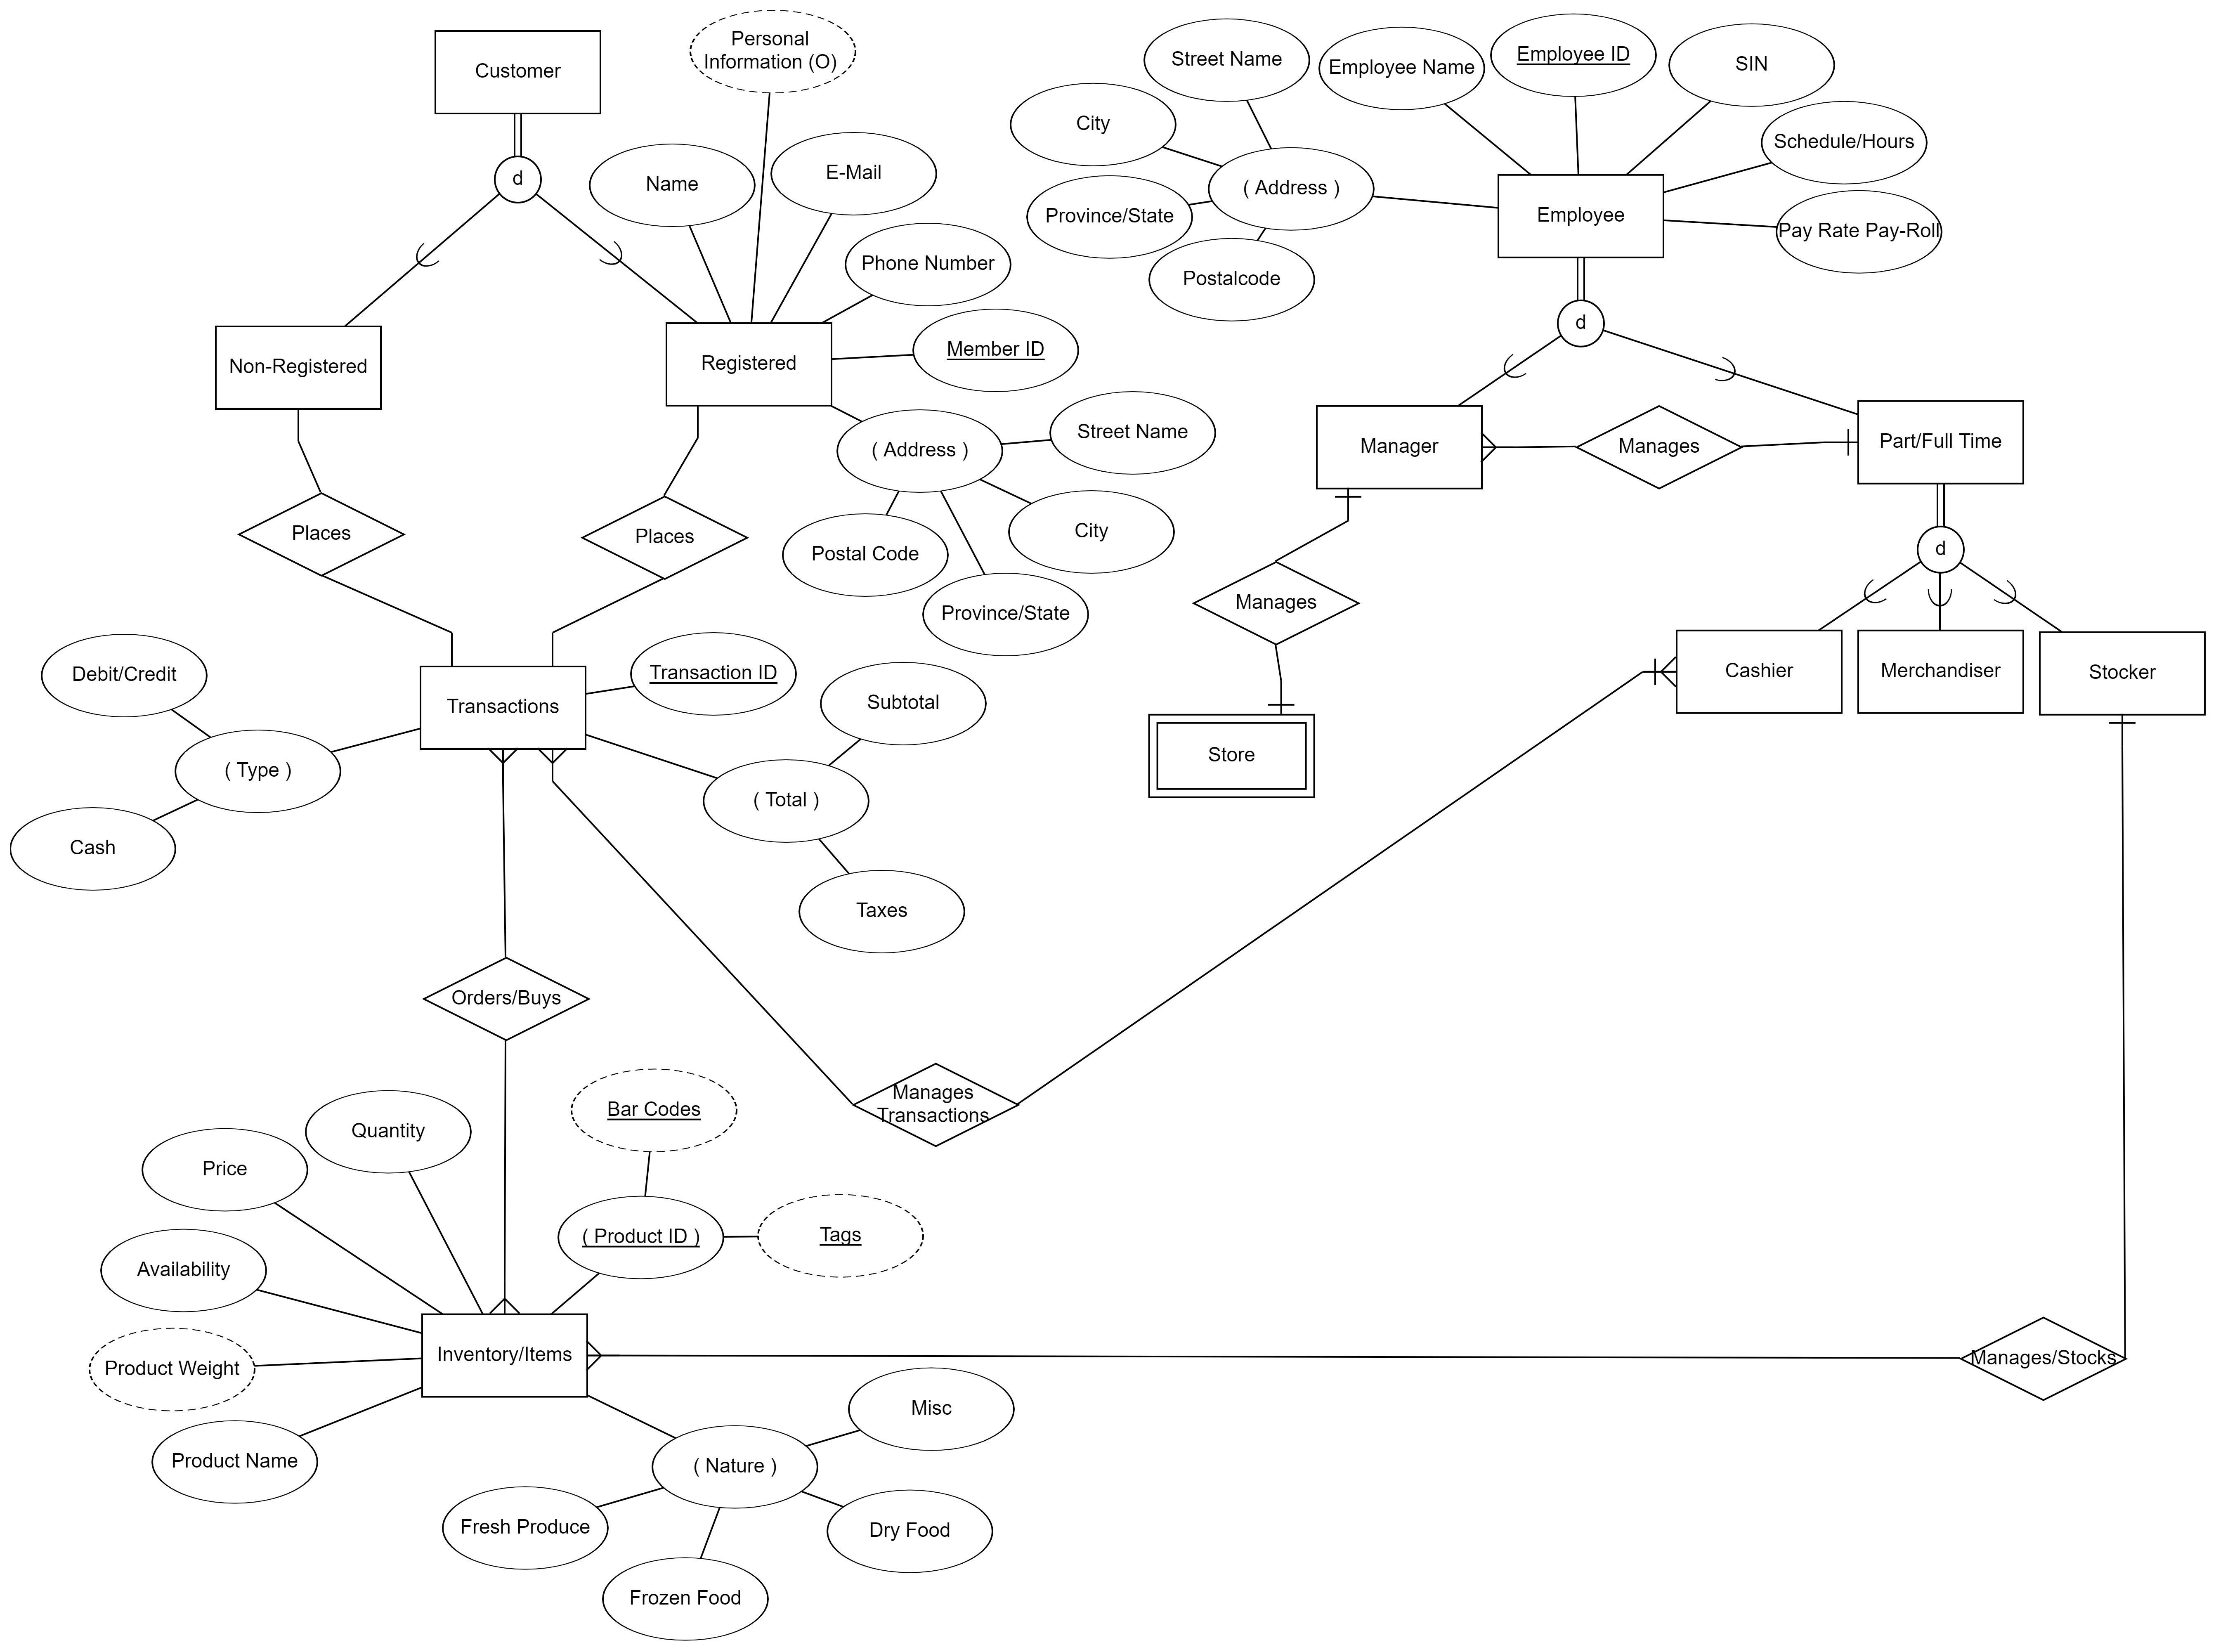 Customer
d
Non-Registered
Registered
Personal
Information (O)
Name
E-Mail
Phone Number
Member ID
( Address )
Street Name
City
Province/State
Postal Code
Places
Places
Transactions
Transaction ID
( Total )
Subtotal
Taxes
( Type )
Debit/Credit
Cash
Orders/Buys
Manages
Transactions
Inventory/Items
Quantity
Price
Availability
Product Weight
Product Name
( Product ID )
Bar Codes
Tags
( Nature )
Misc
Dry Food
Frozen Food
Fresh Produce
Employee
Employee Name
Employee ID
SIN
Schedule/Hours
Pay Rate Pay-Roll
( Address )
Street Name
City
Province/State
Postalcode
d
Manager
Manages
Part/Full Time
Manages
Store
d
Cashier
Merchandiser
Stocker
Manages/Stocks